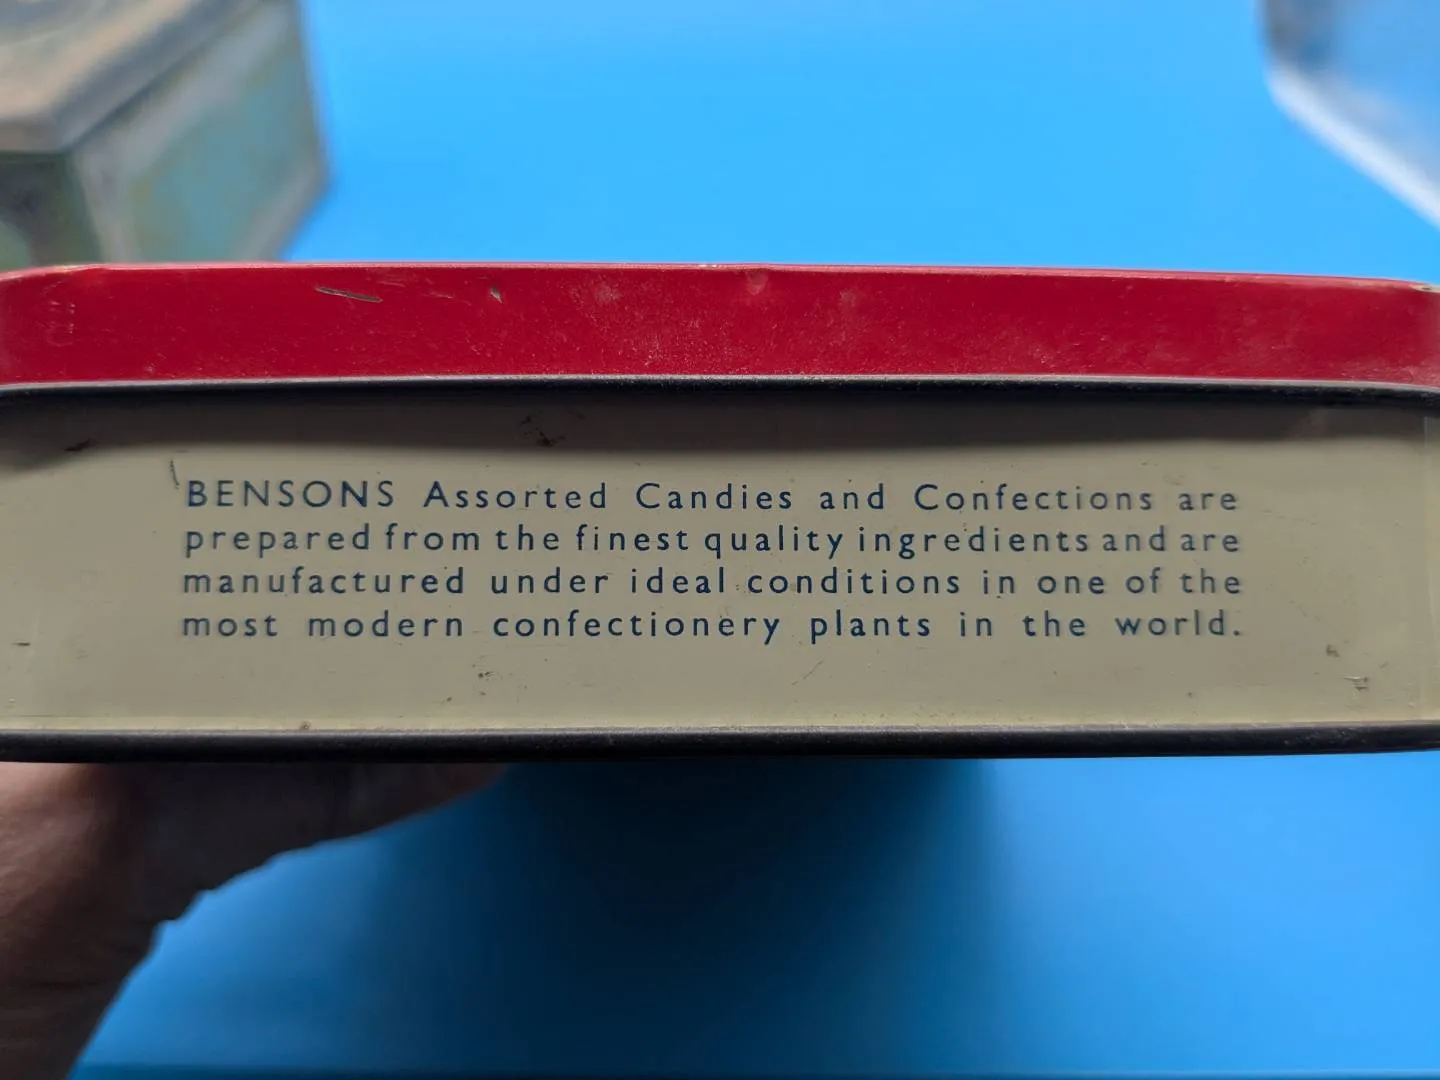 BENSONS Assorted Candies and Confections are
prepared from the finest quality ingredients and are
manufactured under ideal conditions in one of the
most modern confectionery plants in the world.